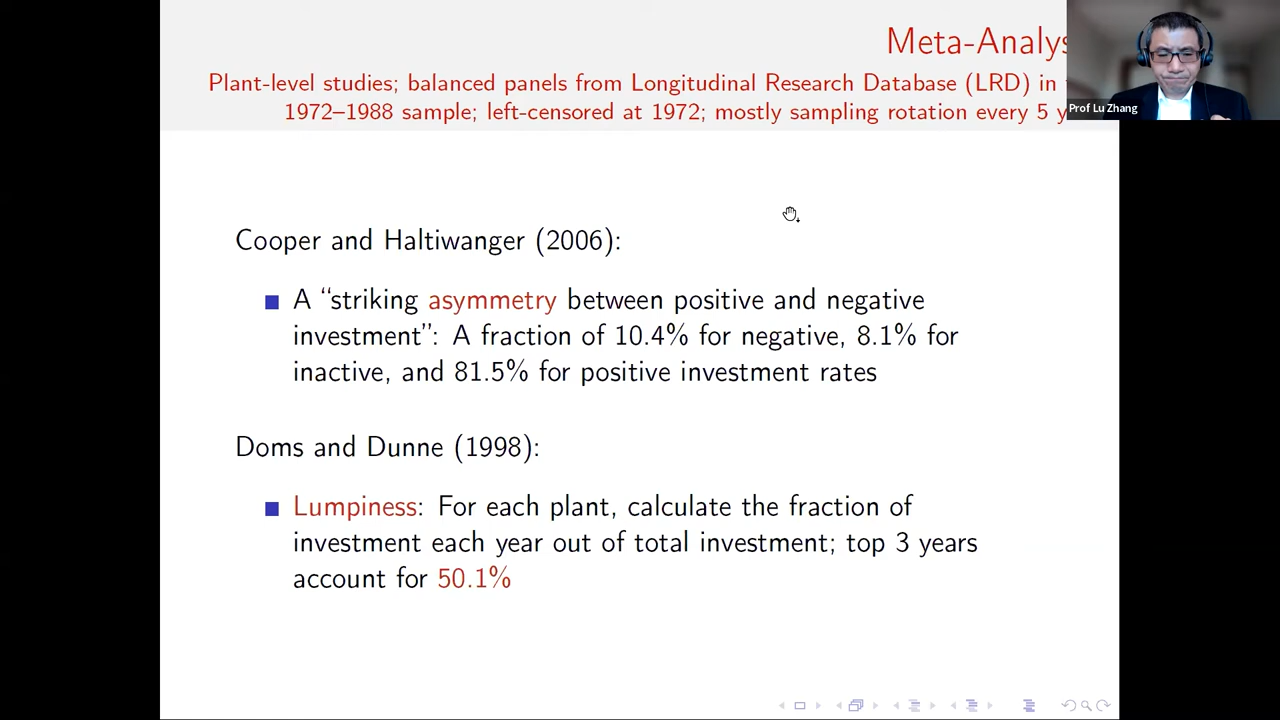 Meta-Analys
Plant-level studies; balanced panels from Longitudinal Research Database (LRD) in
1972–1988 sample; left-censored at 1972; mostly sampling rotation every 5 y
Prof Lu Zhang
Cooper and Haltiwanger (2006):
A “striking asymmetry between positive and negative
investment”: A fraction of 10.4% for negative, 8.1% for
inactive, and 81.5% for positive investment rates
Doms and Dunne (1998):
Lumpiness: For each plant, calculate the fraction of
investment each year out of total investment; top 3 years
account for 50.1%